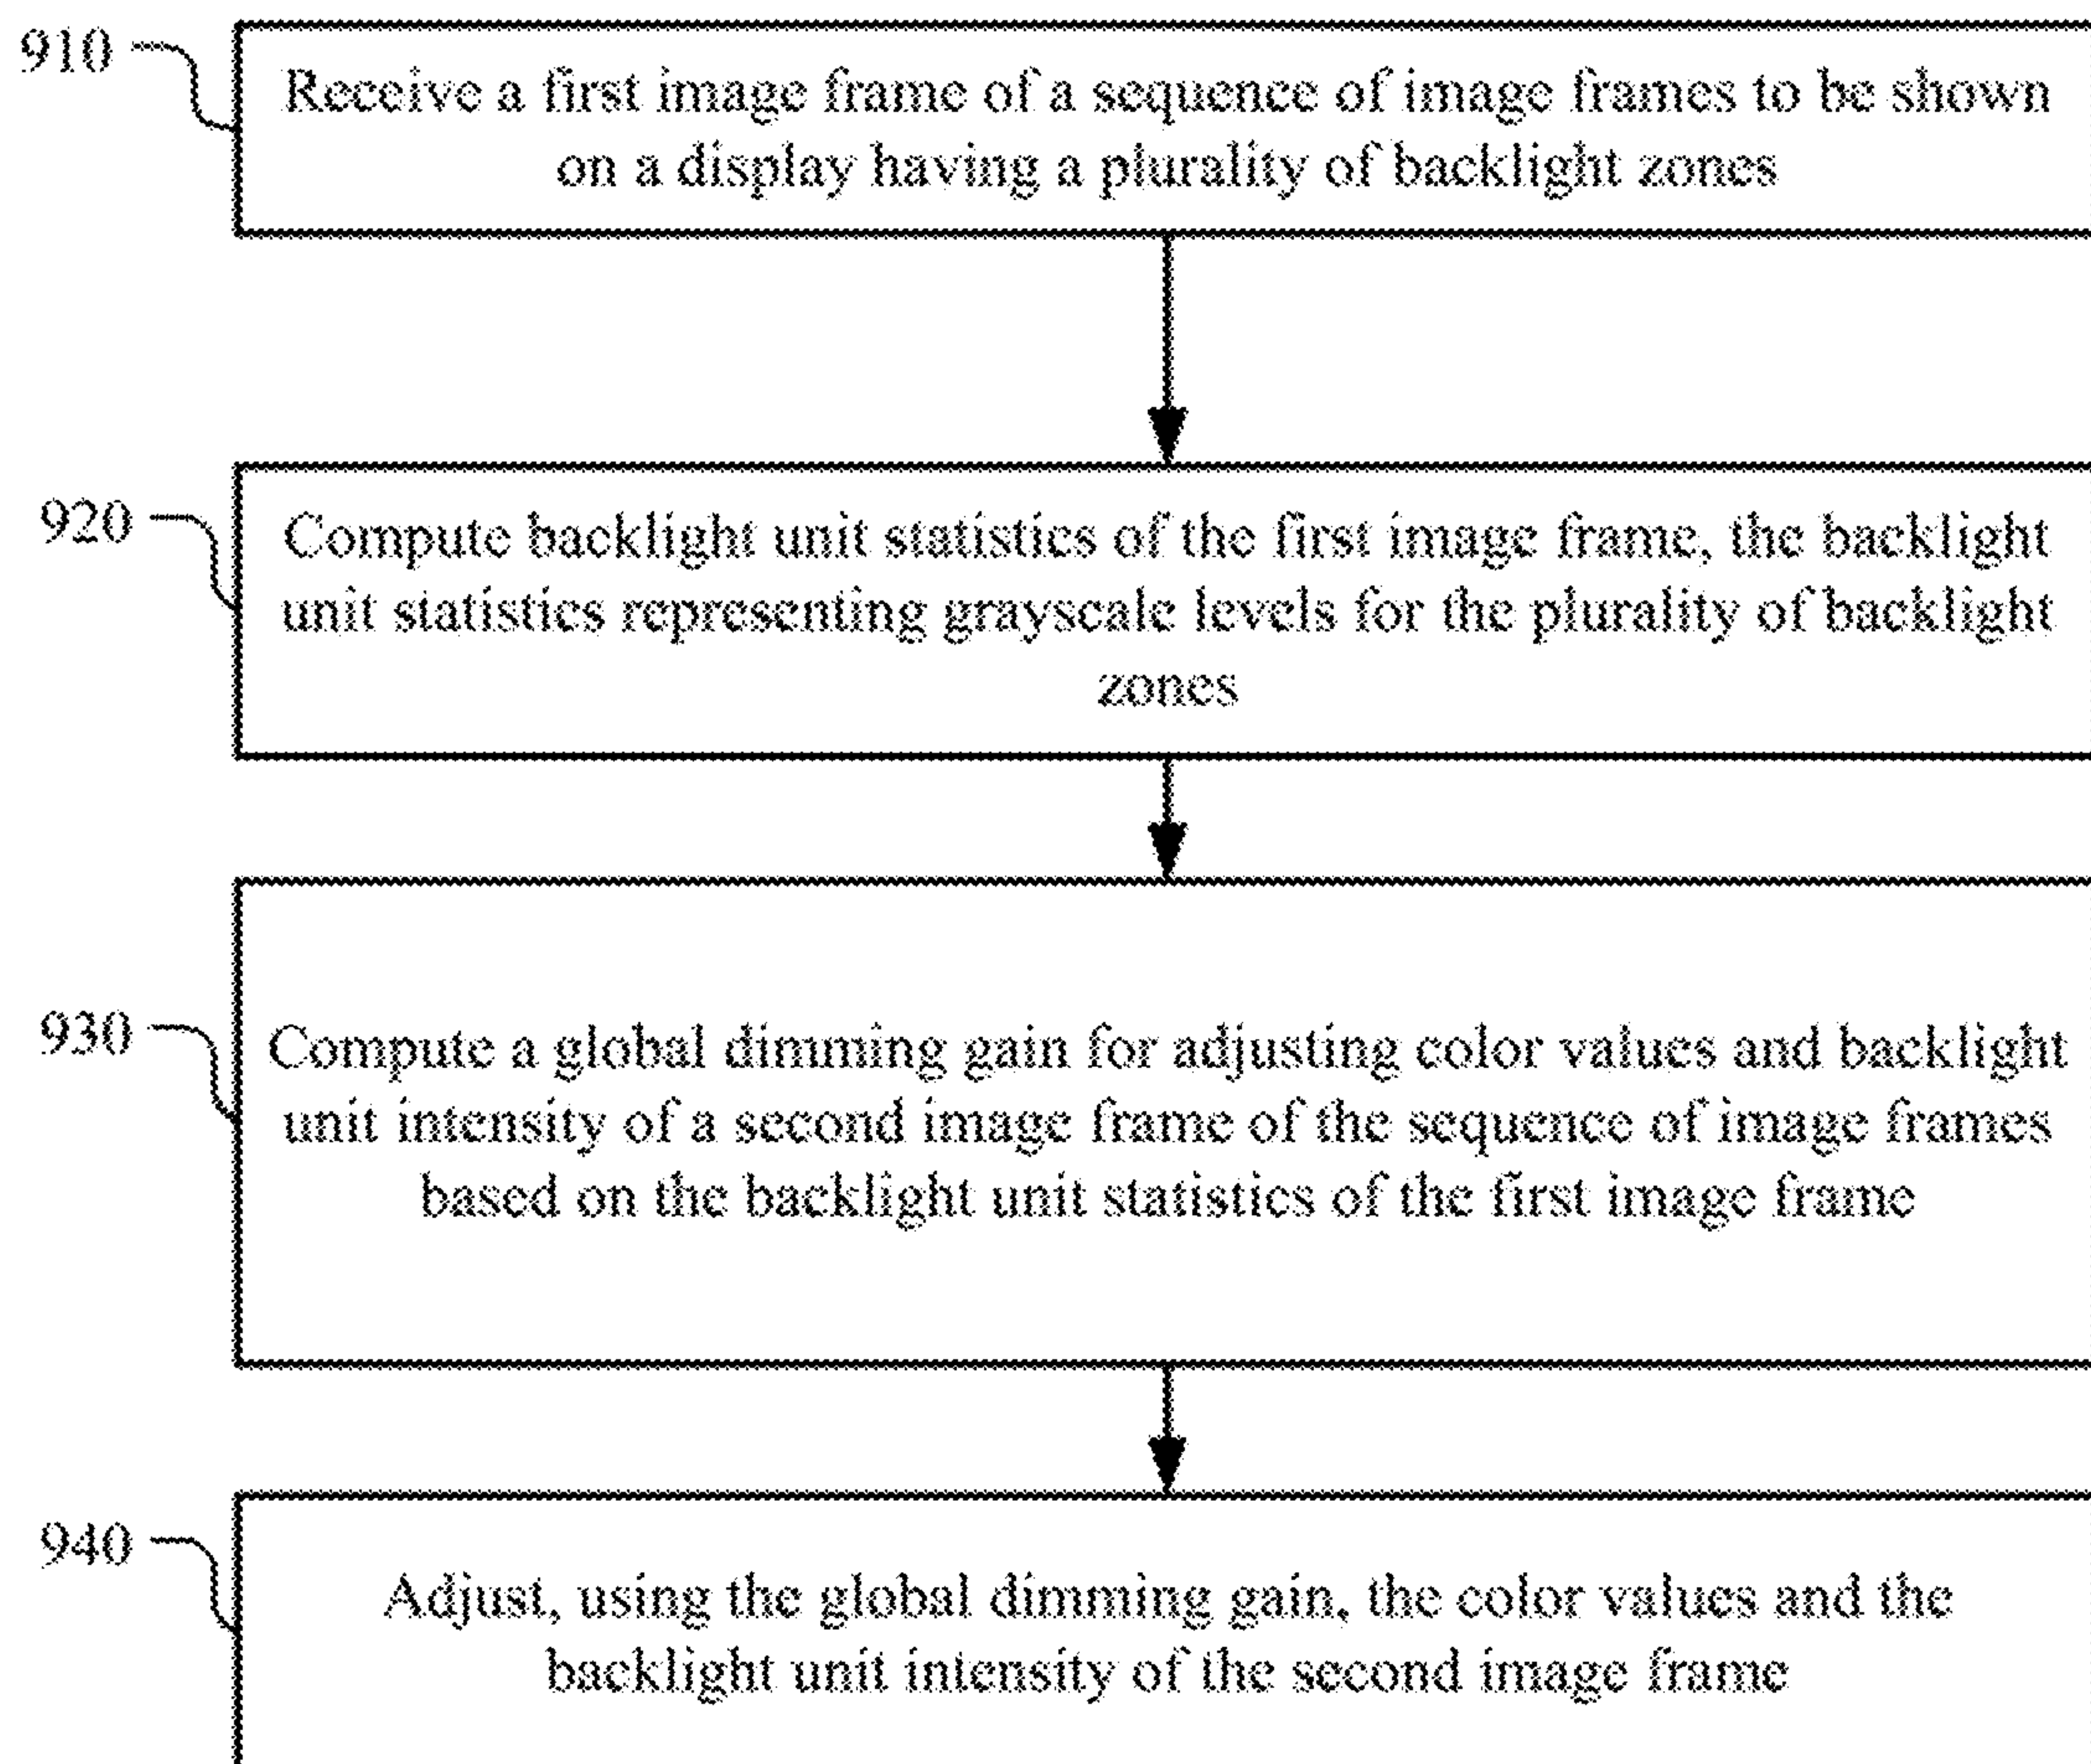 910
Receive a first image frame of a sequence of image frames to be shown
on a display having a plurality of backlight zones
920
Compute backlight unit statistics of the first image frame, the backlight
unit statistics representing grayscale levels for the plurality of backlight
zones
930
Compute a global dimming gain for adjusting color values and backlight
unit intensity of a second image frame of the sequence of image frames
based on the backlight unit statistics of the first image frame
940
Adjust, using the global dimming gain, the color values and the
backlight unit intensity of the second image frame